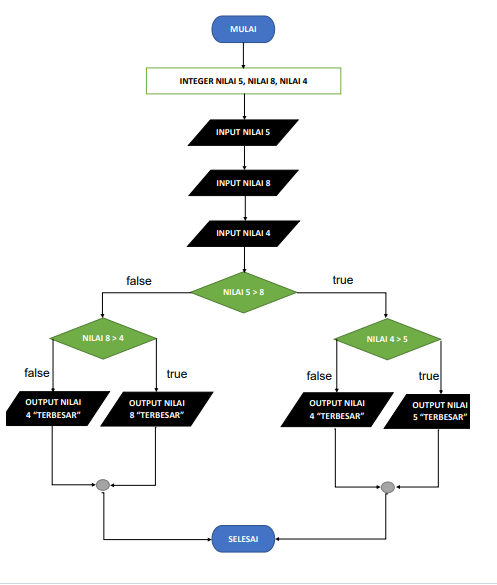 MULAI
INTEGER NILAI 5, NILAI 8, NILAI 4
INPUT NILAI 5
INPUT NILAI 8
INPUT NILAI 4
false
true
NILAI 5 > 8
NILAI 8 > 4
NILAI 4 > 5
false
true
false
true
OUTPUT NILAI
4 “TERBESAR”
OUTPUT NILAI
8 “TERBESAR”
OUTPUT NILAI
4 “TERBESAR”
OUTPUT NILAI
5 “TERBESAR”
SELESAI